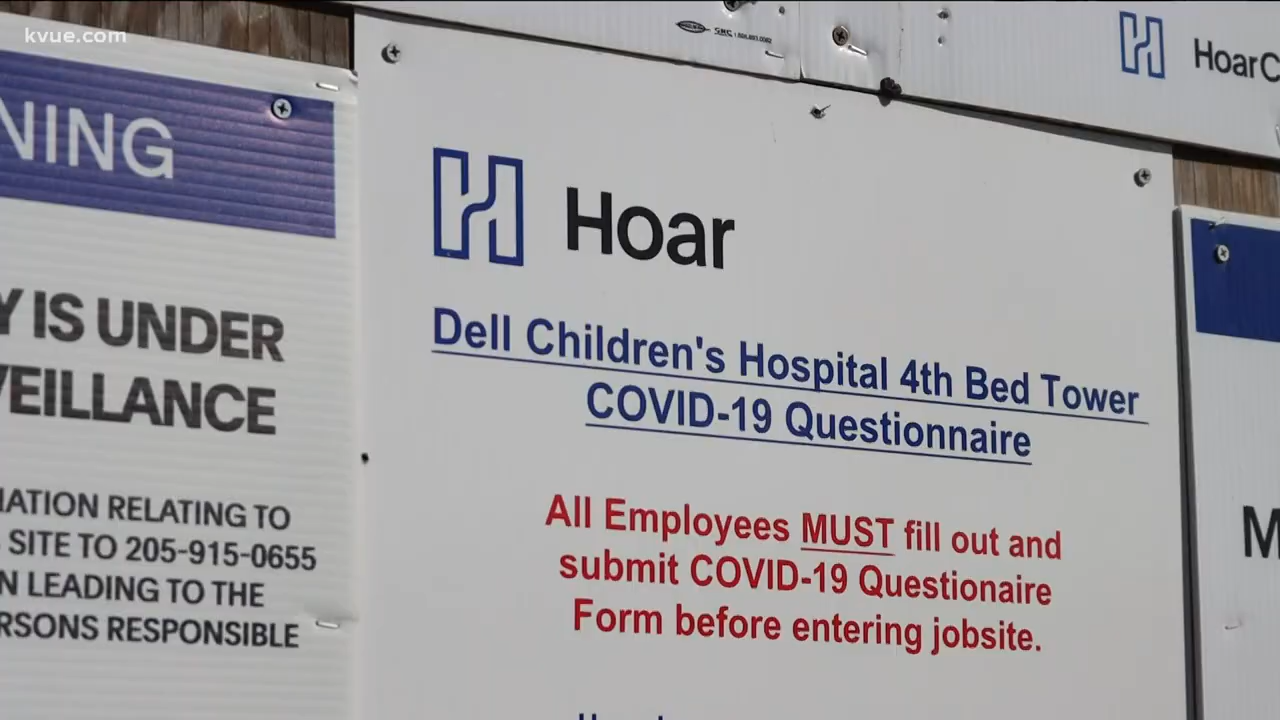 kvue.com
NING
Y IS UNDER
VEILLANCE
MATION RELATING TO
SITE TO 205-915-0655
N LEADING TO THE
RSONS RESPONSIBLE
Hoar
Dell Children's Hospital 4th Bed Tower
COVID-19 Questionnaire
All Employees MUST fill out and
submit COVID-19 Questionaire
Form before entering jobsite.
HoarC
M